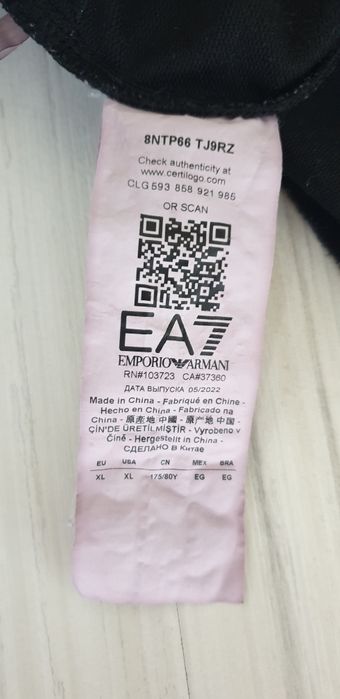 8NTP66 TJ9RZ
Check authenticity at
www.certilogo.com
CLG 593 858 921 985
OR SCAN
EA7
EMPORIO ARMANI
RN#103723 CA#37360
ДАТА ВЫПУСКА 05/2022
Made in China - Fabriqué en Chine -
Hecho en China - Fabricado na
China - 原産地 中国 - 原产地 中国 -
ÇİN'DE ÜRETİLMİŞTİR - Vyrobeno v
Číně - Hergestellt in China -
СДЕЛАНО В Китае
EU USA CN MEX BRA
XL XL 175/80Y EG EG